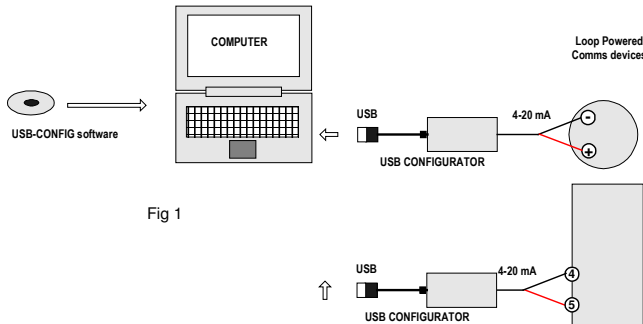 COMPUTER
Loop Powered
Comms devices
USB
4-20 mA
-
+
USB-CONFIG software
USB CONFIGURATOR
Fig 1
USB
4-20 mA
4
5
USB CONFIGURATOR